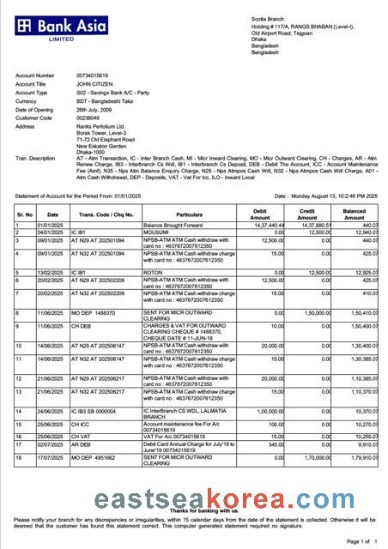 Bank Asia
LIMITED
Scotia Branch
Holding # 117/A, RANGS BHABAN (Level-I),
Old Airport Road, Tejgoan
Dhaka
Bangladesh
Bangladesh
Account Number 00734015619
Account Title JOHN CITIZEN
Account Type S02 - Savings Bank A/C - Party
Currency BDT - Bangladeshi Taka
Date of Opening 26th July, 2009
Customer Code 00238048
Address Ranks Pertolium Ltd.
Borsk Tower, Level-3
71-72 Old Elephant Road
New Eskaton Garden
Dhaka-1000
Tran. Description AT - Atm Transaction, IC - Inter Branch Cash, MI - Micr Inward Clearing, MO - Micr Outward Clearing, CH - Charges, AR - Atm
Renew Charge, IB3 - Interbranch Cs Wdl, IB1 - Interbranch Cs Deposit, DEB - Debit The Account, ICC - Account Maintenance
Fee (Amf), N35 - Nps Atm Balance Enquiry Charge, N29 - Nps Atmpos Cash Wd, N32 - Nps Atmpos Cash Wdl Charge, A01 -
Atm Cash Withdrawal, DEP - Deposits, VAT - Vat For Ioc, ILO - Inward Local
Statement of Account for the Period From: 01/01/2025 Date : Monday August 13, 10:2:46 PM 2025
Sr. No Date Trans. Code / Chq No. Particulars Debit Amount Credit Amount Balanced Amount
1 01/01/2025 Balance Brought Forward 14,37,440.44 14,37,880.51 440.07
2 04/01/2025 IC IB1 MOUSUMI 0.00 12,500.00 12,940.07
3 09/01/2025 AT N29 AT 202501094 NPSB-ATM ATM Cash withdraw with 12,500.00 0.00 440.07
card no : 4637672007612350
4 09/01/2025 AT N32 AT 202501094 NPSB-ATM ATM Cash withdraw charge 15.00 0.00 425.07
with card no : 4637672007612350
5 13/02/2025 IC IB1 ROTON 0.00 12,500.00 12,925.07
6 20/02/2025 AT N29 AT 202502209 NPSB-ATM ATM Cash withdraw with 12,500.00 0.00 425.07
card no : 4637672007612350
7 20/02/2025 AT N32 AT 202502209 NPSB-ATM ATM Cash withdraw charge 15.00 0.00 410.07
with card no : 4637672007612350
8 11/06/2025 MO DEP 1488370 SENT FOR MICR OUTWARD 0.00 1,50,000.00 1,50,410.07
CLEARING
9 11/06/2025 CH DEB CHARGES & VAT FOR OUTWARD 10.00 0.00 1,50,400.07
CLEARING CHEQUE # 1488370,
CHEQUE DATE # 11-JUN-18
10 14/06/2025 AT N29 AT 202506147 NPSB-ATM ATM Cash withdraw with 20,000.00 0.00 1,30,400.07
card no : 4637672007612350
11 14/06/2025 AT N32 AT 202506147 NPSB-ATM ATM Cash withdraw charge 15.00 0.00 1,30,385.07
with card no : 4637672007612350
12 21/06/2025 AT N29 AT 202506217 NPSB-ATM ATM Cash withdraw with 20,000.00 0.00 1,10,385.07
card no : 4637672007612350
13 21/06/2025 AT N32 AT 202506217 NPSB-ATM ATM Cash withdraw charge 15.00 0.00 1,10,370.07
with card no : 4637672007612350
14 24/06/2025 IC IB3 SB 0000004 IC InterBranch CS WDL, LALMATIA 1,00,000.00 0.00 10,370.07
BRANCH
15 25/06/2025 CH ICC Account maintenance fee For A/c 100.00 0.00 10,270.07
00734015619
16 25/06/2025 CH VAT VAT For A/c 00734015619 15.00 0.00 10,255.07
17 02/07/2025 AR DEB Debit Card Annual Charge for July'18 to 345.00 0.00 9,910.07
June'19 00734015619
18 17/07/2025 MO DEP 4951662 SENT FOR MICR OUTWARD 0.00 1,70,000.00 1,79,910.07
CLEARING
eastseakorea.com
Thanks for banking with us.
Please notify your branch for any discrepancies or irregularities, within 15 calendar days from the date of the statement is collected. Otherwise it will be
deemed that the customer has found this statement correct. This computer generated statement required no signature.
Page 1 of 1